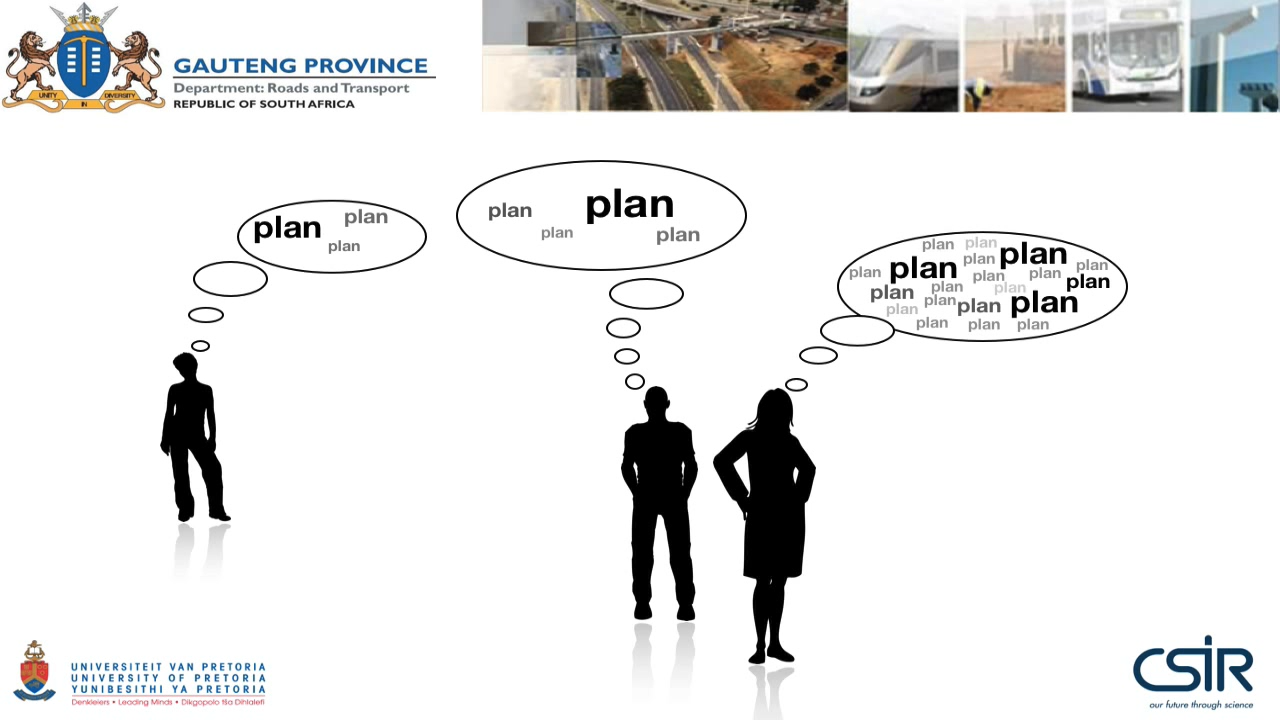 UNITY IN DIVERSITY
GAUTENG PROVINCE
Department: Roads and Transport
REPUBLIC OF SOUTH AFRICA
plan plan
plan
plan
plan plan
plan
plan plan
plan plan
plan plan plan
plan plan plan
plan plan plan
plan plan plan
plan plan plan
plan
plan plan plan
UNIVERSITEIT VAN PRETORIA
UNIVERSITY OF PRETORIA
YUNIBESITHI YA PRETORIA
Denkleiers • Leading Minds • Dikgopolo tša Dihlalefi
CSIR
our future through science